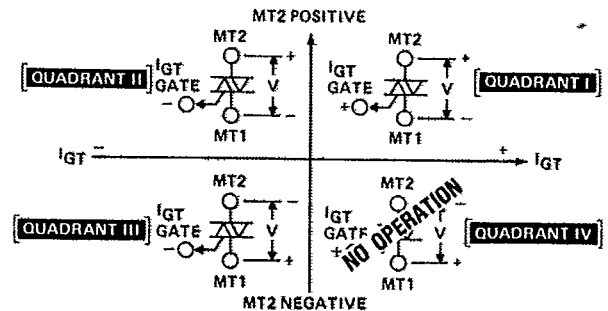 MT2 POSITIVE
QUADRANT II
IGT
GATE
−
MT2
+
V
−
MT1
IGT
GATE
+
MT2
+
V
−
MT1
QUADRANT I
IGT −
+ IGT
QUADRANT III
IGT
GATE
−
MT2
−
V
+
MT1
IGT
GATE
+
MT2
−
V
+
MT1
NO OPERATION
QUADRANT IV
MT2 NEGATIVE